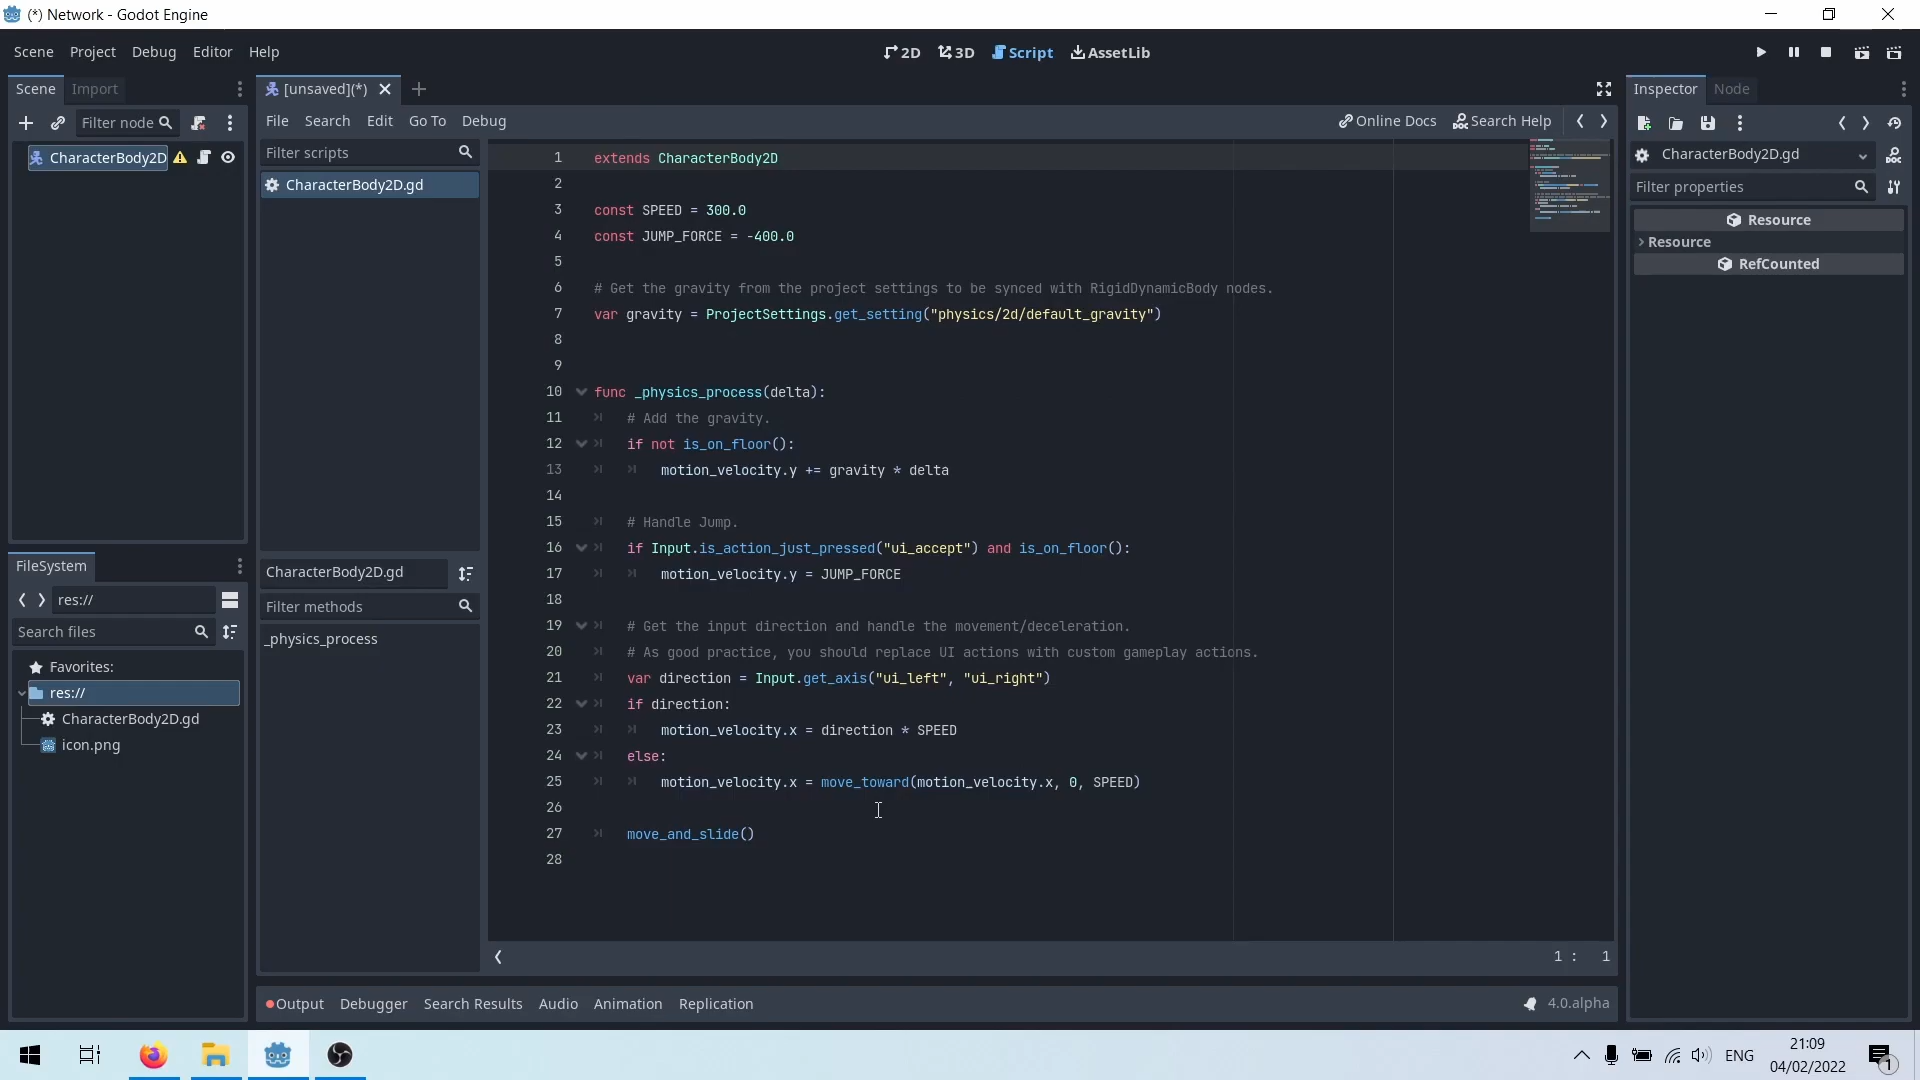 (*) Network - Godot Engine
Scene Project Debug Editor Help
2D 3D Script AssetLib
Scene Import
[unsaved](*)
Inspector Node
Filter node
File Search Edit Go To Debug
Online Docs Search Help
CharacterBody2D
Filter scripts
CharacterBody2D.gd
CharacterBody2D.gd
Filter properties
Resource
Resource
RefCounted
1 extends CharacterBody2D
2
3 const SPEED = 300.0
4 const JUMP_FORCE = -400.0
5
6 # Get the gravity from the project settings to be synced with RigidDynamicBody nodes.
7 var gravity = ProjectSettings.get_setting("physics/2d/default_gravity")
8
9
10 func _physics_process(delta):
11 # Add the gravity.
12 if not is_on_floor():
13 motion_velocity.y += gravity * delta
14
15 # Handle Jump.
16 if Input.is_action_just_pressed("ui_accept") and is_on_floor():
17 motion_velocity.y = JUMP_FORCE
18
19 # Get the input direction and handle the movement/deceleration.
20 # As good practice, you should replace UI actions with custom gameplay actions.
21 var direction = Input.get_axis("ui_left", "ui_right")
22 if direction:
23 motion_velocity.x = direction * SPEED
24 else:
25 motion_velocity.x = move_toward(motion_velocity.x, 0, SPEED)
26
27 move_and_slide()
28
CharacterBody2D.gd
Filter methods
_physics_process
FileSystem
res://
Search files
Favorites:
res://
CharacterBody2D.gd
icon.png
1 : 1
Output Debugger Search Results Audio Animation Replication
4.0.alpha
ENG
21:09
04/02/2022
1